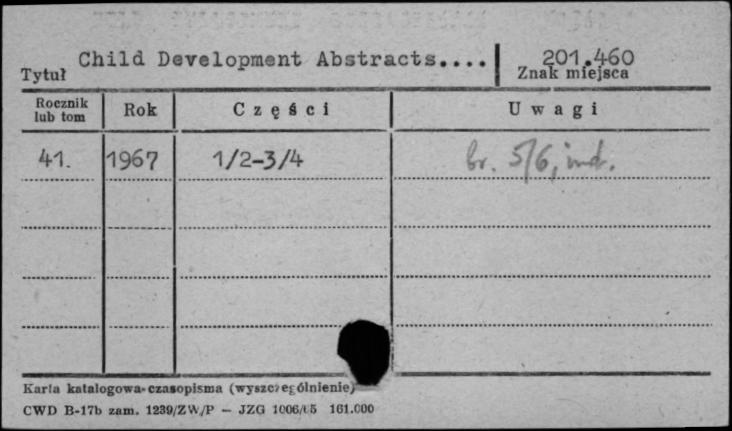 Tytuł Child Development Abstracts.... 201.460
Znak miejsca
Rocznik lub tom Rok Części Uwagi
41. 1967 1/2-3/4 br. 5/6, ind.
Karta katalogowa-czasopisma (wyszczególnienie)
CWD B-17b zam. 1239/ZW/P — JZG 1006/65 161.000